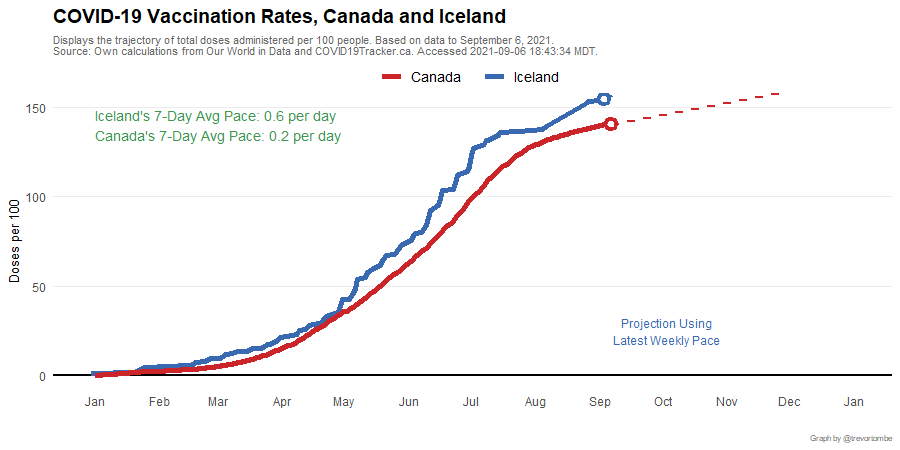 COVID-19 Vaccination Rates, Canada and Iceland
Displays the trajectory of total doses administered per 100 people. Based on data to September 6, 2021.
Source: Own calculations from Our World in Data and COVID19Tracker.ca. Accessed 2021-09-06 18:43:34 MDT.
Canada Iceland
Iceland's 7-Day Avg Pace: 0.6 per day
Canada's 7-Day Avg Pace: 0.2 per day
Doses per 100
150
100
50
0
Projection Using
Latest Weekly Pace
Jan Feb Mar Apr May Jun Jul Aug Sep Oct Nov Dec Jan
Graph by @trevortombe